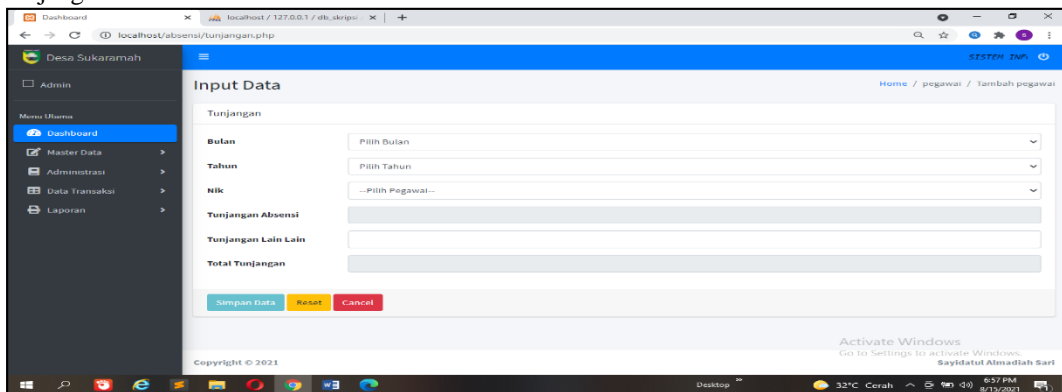 Dashboard
localhost / 127.0.0.1 / db_skripsi
localhost/absensi/tunjangan.php
Desa Sukaramah
SISTEM INF
Admin
Input Data
Home / pegawai / Tambah pegawai
Menu Utama
Tunjangan
Dashboard
Bulan
Pilih Bulan
Master Data
Tahun
Pilih Tahun
Administrasi
Nik
--Pilih Pegawai--
Data Transaksi
Tunjangan Absensi
Laporan
Tunjangan Lain Lain
Total Tunjangan
Simpan Data
Reset
Cancel
Activate Windows
Go to Settings to activate Windows.
Copyright © 2021
Sayidatul Almadiah Sari
Desktop
32°C Cerah
6:57 PM
8/15/2021